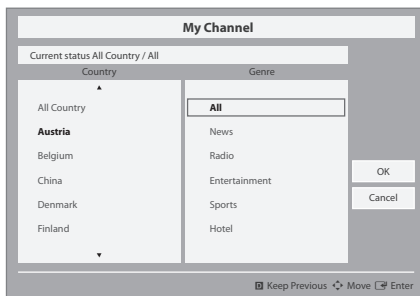 My Channel
Current status All Country / All
Country
Genre
All Country
Austria
Belgium
China
Denmark
Finland
All
News
Radio
Entertainment
Sports
Hotel
OK
Cancel
D Keep Previous Move Enter